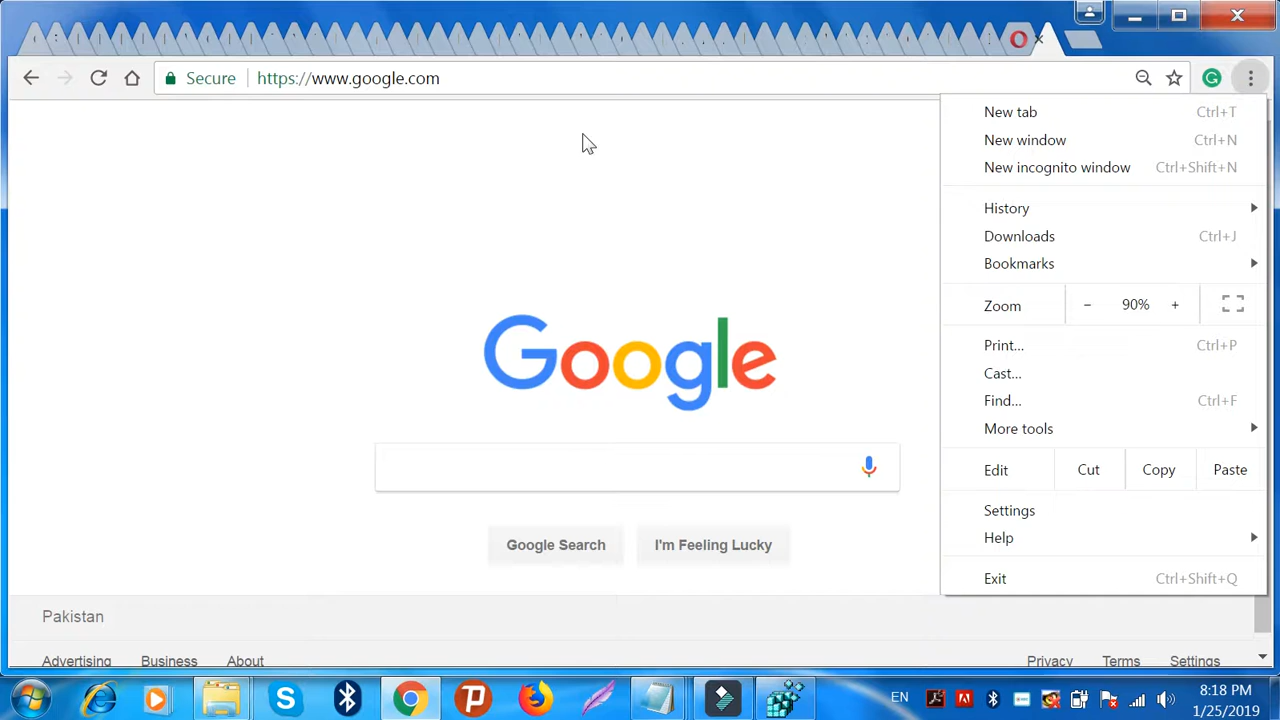 Secure https://www.google.com
New tab Ctrl+T
New window Ctrl+N
New incognito window Ctrl+Shift+N
History
Downloads Ctrl+J
Bookmarks
Zoom - 90% +
Print... Ctrl+P
Cast...
Find... Ctrl+F
More tools
Edit Cut Copy Paste
Settings
Help
Exit Ctrl+Shift+Q
Google
Google Search I'm Feeling Lucky
Pakistan
Advertising Business About Privacy Terms Settings
EN 8:18 PM
1/25/2019